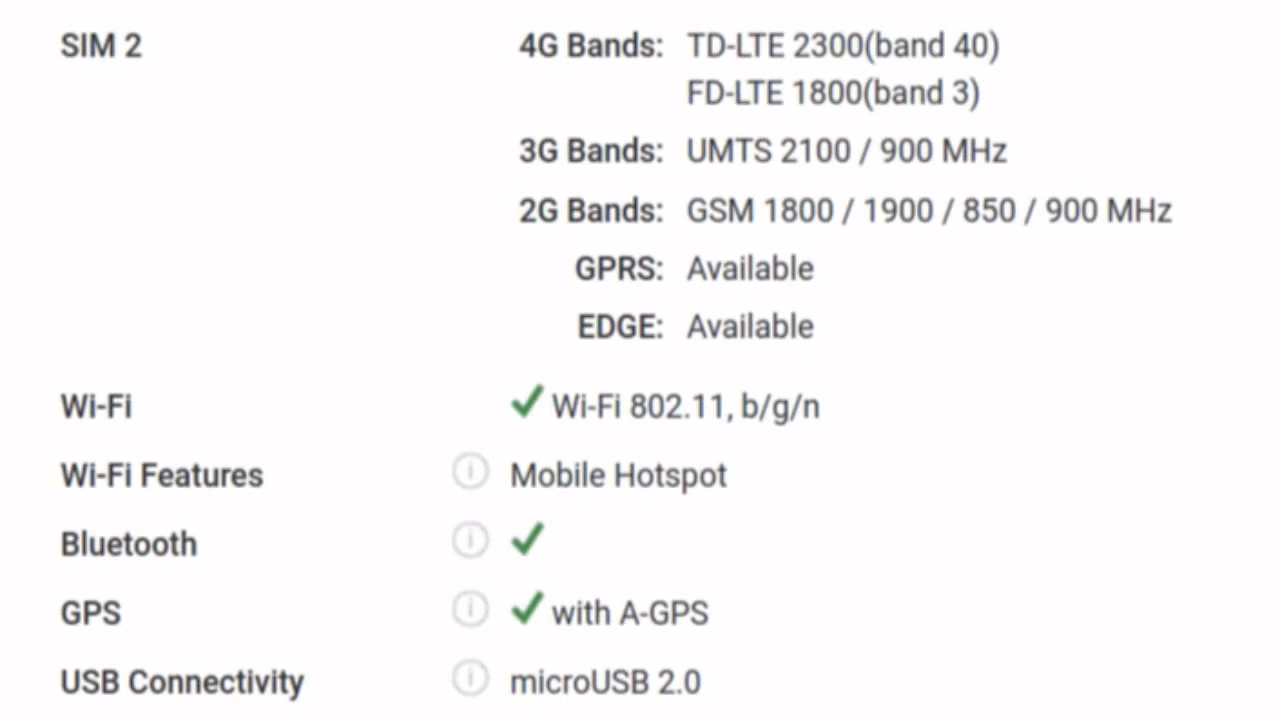 SIM 2 4G Bands: TD-LTE 2300(band 40)
FD-LTE 1800(band 3)
3G Bands: UMTS 2100 / 900 MHz
2G Bands: GSM 1800 / 1900 / 850 / 900 MHz
GPRS: Available
EDGE: Available
Wi-Fi Wi-Fi 802.11, b/g/n
Wi-Fi Features Mobile Hotspot
Bluetooth
GPS with A-GPS
USB Connectivity microUSB 2.0